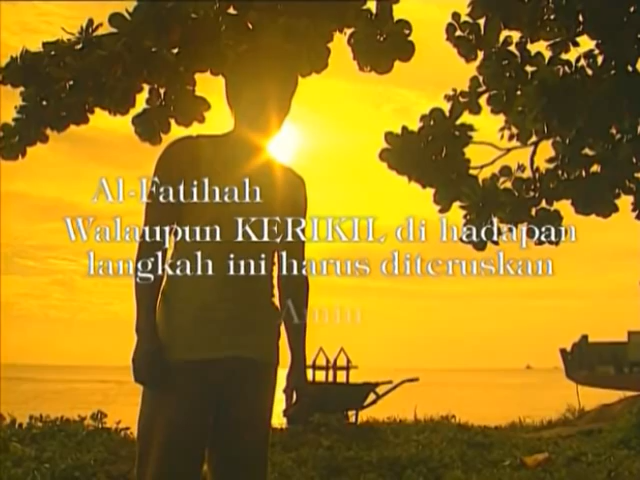 Al-Fatihah
Walaupun KERIKIL di hadapan
langkah ini harus diteruskan
Amin